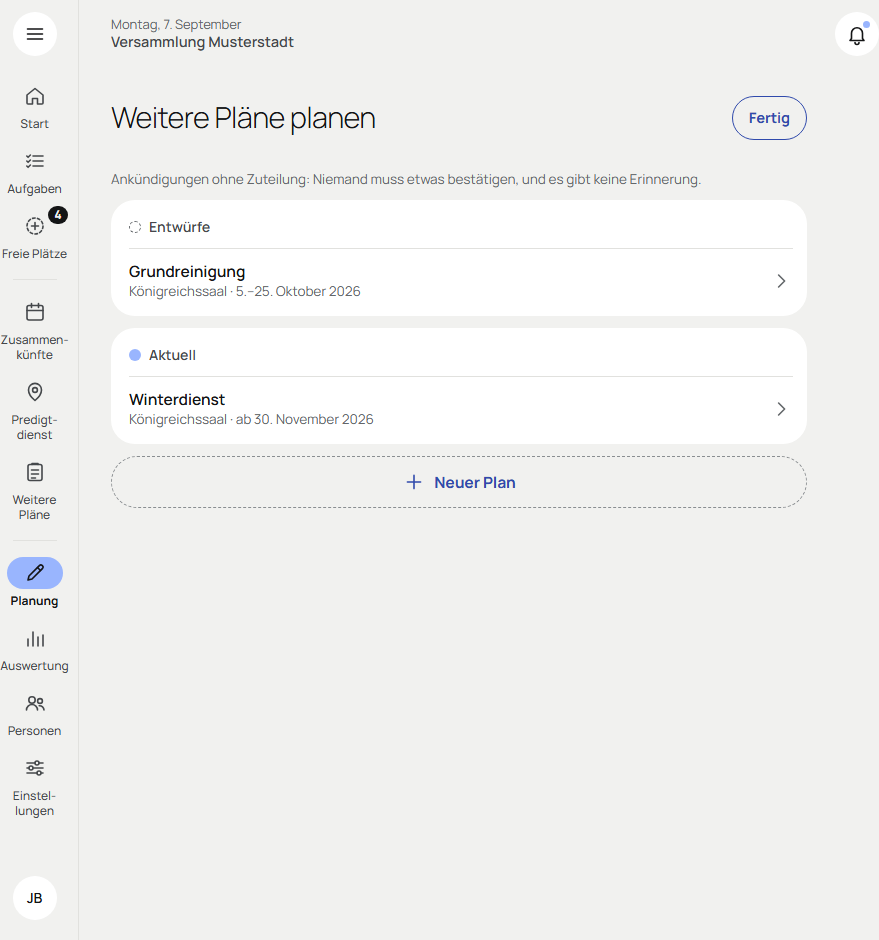 Montag, 7. September
Versammlung Musterstadt
Start
Aufgaben
4
Freie Plätze
Zusammen-
künfte
Predigt-
dienst
Weitere
Pläne
Planung
Auswertung
Personen
Einstel-
lungen
JB
Weitere Pläne planen
Fertig
Ankündigungen ohne Zuteilung: Niemand muss etwas bestätigen, und es gibt keine Erinnerung.
Entwürfe
Grundreinigung
Königreichssaal · 5.–25. Oktober 2026
Aktuell
Winterdienst
Königreichssaal · ab 30. November 2026
Neuer Plan